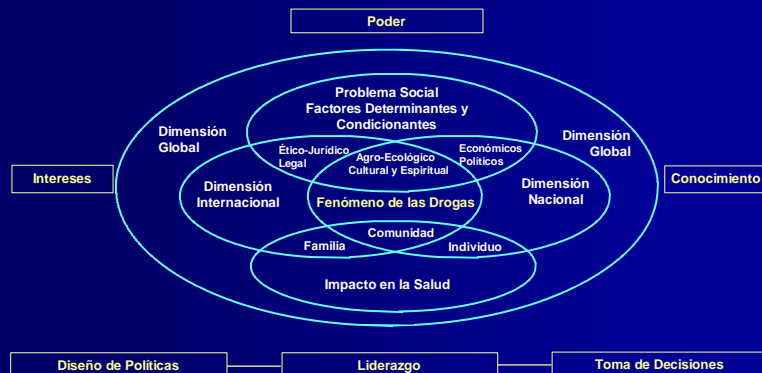 Poder
Problema Social
Factores Determinantes y
Condicionantes
Dimensión
Global
Dimensión
Global
Ético-Jurídico
Legal
Agro-Ecológico
Cultural y Espiritual
Económicos
Políticos
Intereses
Conocimiento
Dimensión
Internacional
Fenómeno de las Drogas
Dimensión
Nacional
Comunidad
Familia
Individuo
Impacto en la Salud
Diseño de Políticas
Liderazgo
Toma de Decisiones